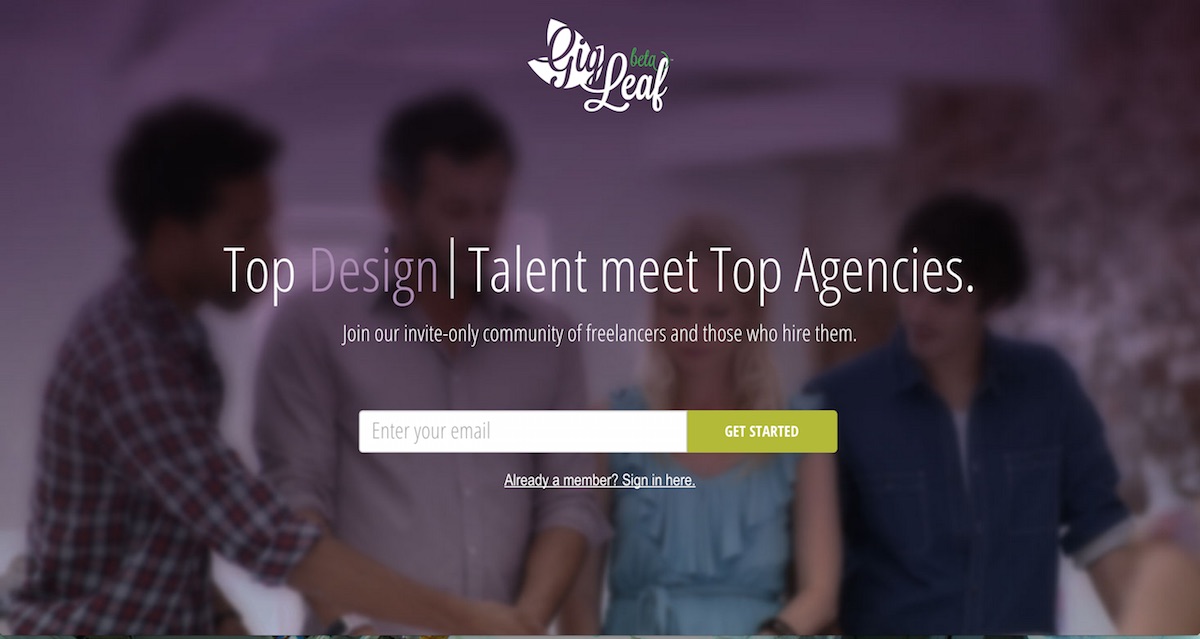 Gig
beta
Leaf
Top Design| Talent meet Top Agencies.
Join our invite-only community of freelancers and those who hire them.
Enter your email
GET STARTED
Already a member? Sign in here.